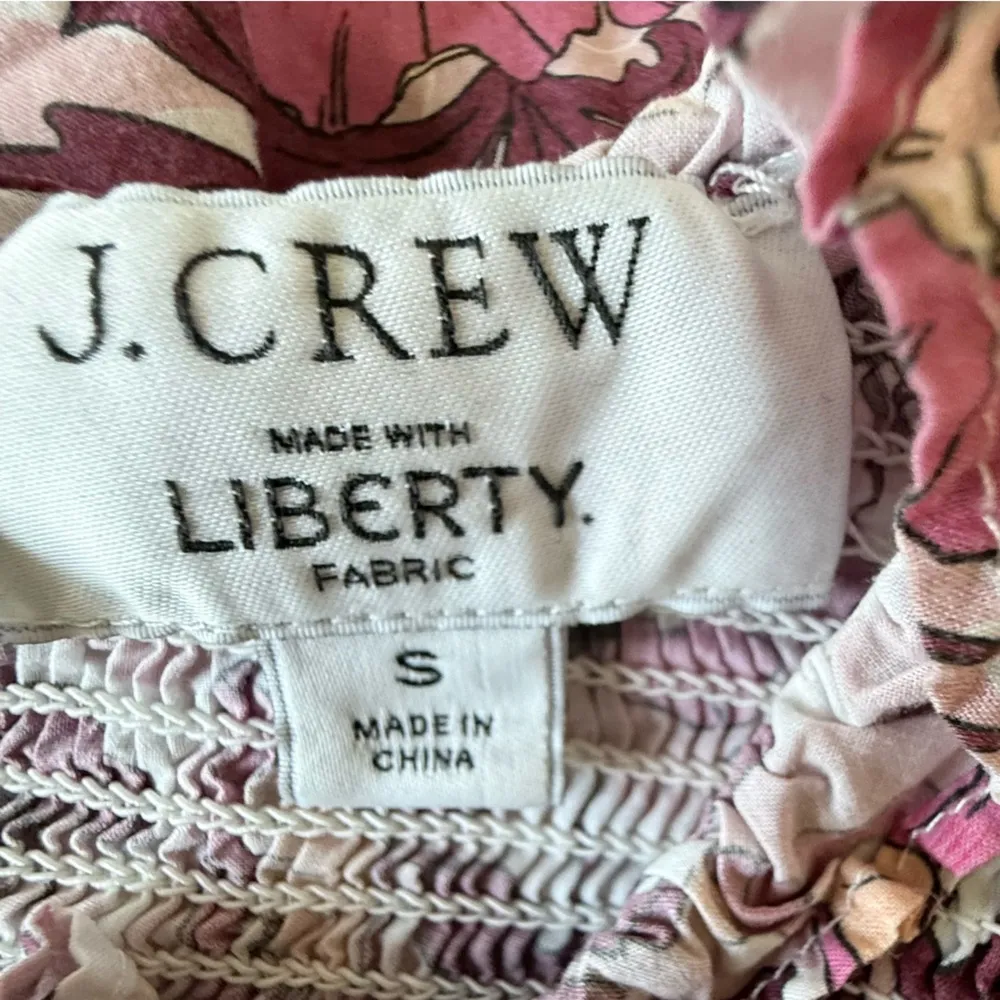 J.CREW
MADE WITH
LIBERTY.
FABRIC
S
MADE IN
CHINA